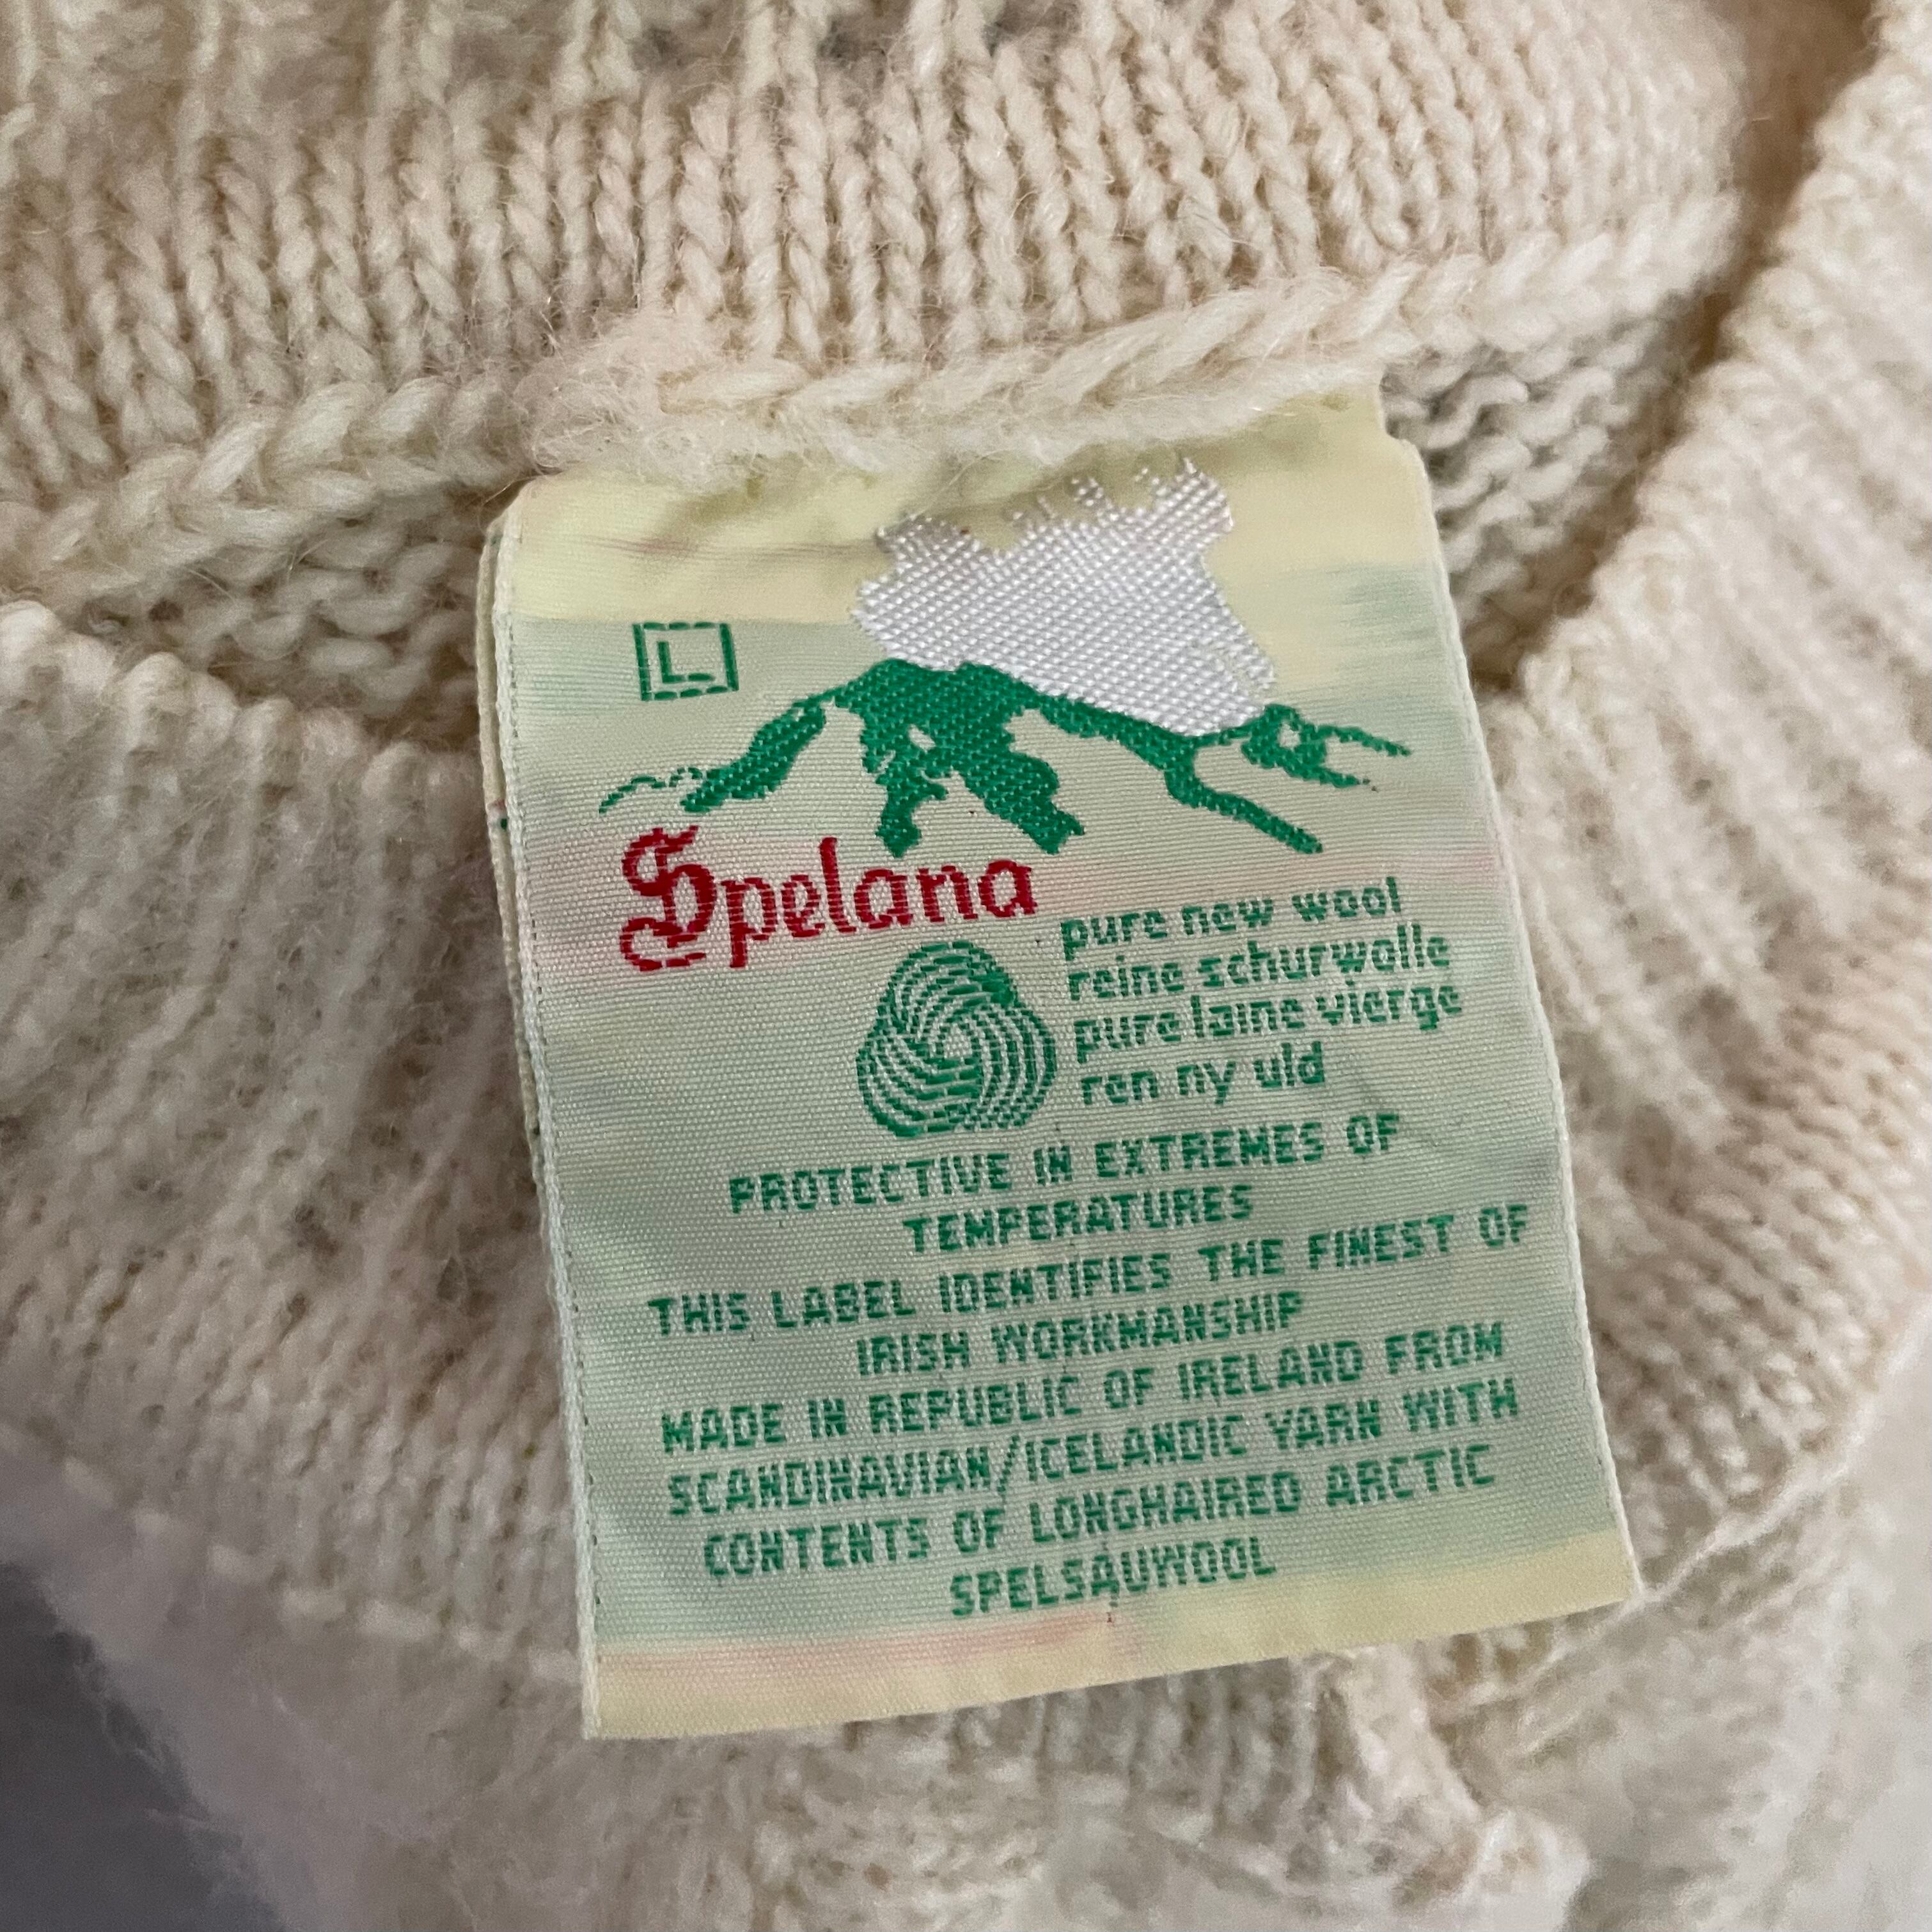 L
Spelana
pure new wool
reine schurwolle
pure laine vierge
ren ny uld
PROTECTIVE IN EXTREMES OF
TEMPERATURES
THIS LABEL IDENTIFIES THE FINEST OF
IRISH WORKMANSHIP
MADE IN REPUBLIC OF IRELAND FROM
SCANDINAVIAN/ICELANDIC YARN WITH
CONTENTS OF LONGHAIRED ARCTIC
SPELSAUWOOL